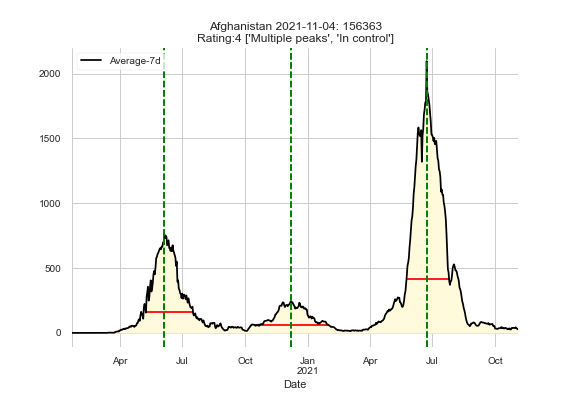 Afghanistan 2021-11-04: 156363
Rating:4 ['Multiple peaks', 'In control']
Average-7d
2000
1500
1000
500
0
Apr Jul Oct Jan Apr Jul Oct
2021
Date